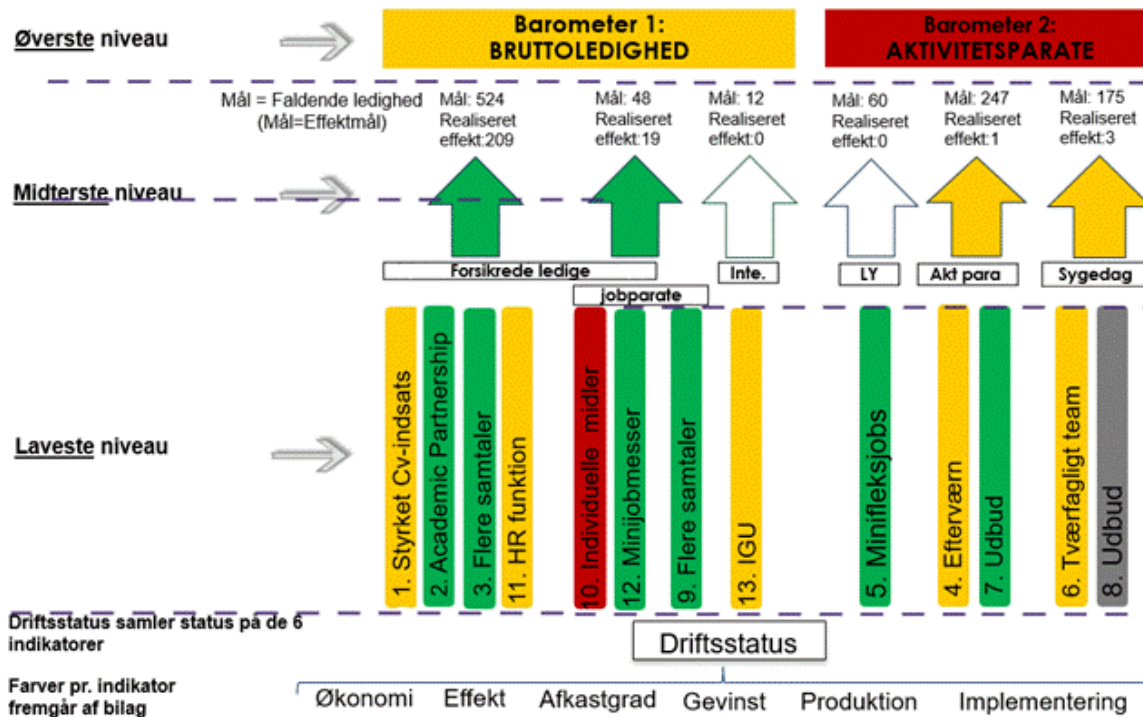 Øverste niveau
Barometer 1:
BRUTTOLEDIGHED
Barometer 2:
AKTIVITETSPARATE
Mål = Faldende ledighed
(Mål=Effektmål)
Mål: 524
Realiseret
effekt:209
Mål: 48
Realiseret
effekt:19
Mål: 12
Realiseret
effekt:0
Mål: 60
Realiseret
effekt:0
Mål: 247
Realiseret
effekt:1
Mål: 175
Realiseret
effekt:3
Midterste niveau
Forsikrede ledige
jobparate
Inte.
LY
Akt para
Sygedag
Laveste niveau
1. Styrket Cv-indsats
2. Academic Partnership
3. Flere samtaler
11. HR funktion
10. Individuelle midler
12. Minijobmesser
9. Flere samtaler
13. IGU
5. Minifleksjobs
4. Efterværn
7. Udbud
6. Tværfagligt team
8. Udbud
Driftsstatus samler status på de 6
indikatorer
Driftsstatus
Farver pr. indikator
fremgår af bilag
Økonomi Effekt Afkastgrad Gevinst Produktion Implementering